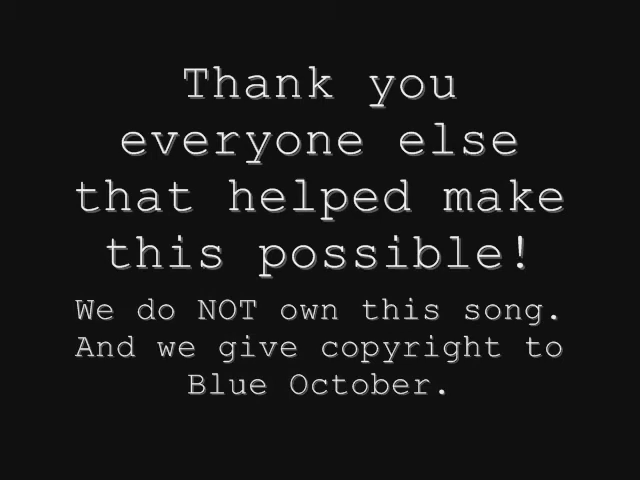 Thank you
everyone else
that helped make
this possible!
We do NOT own this song.
And we give copyright to
Blue October.